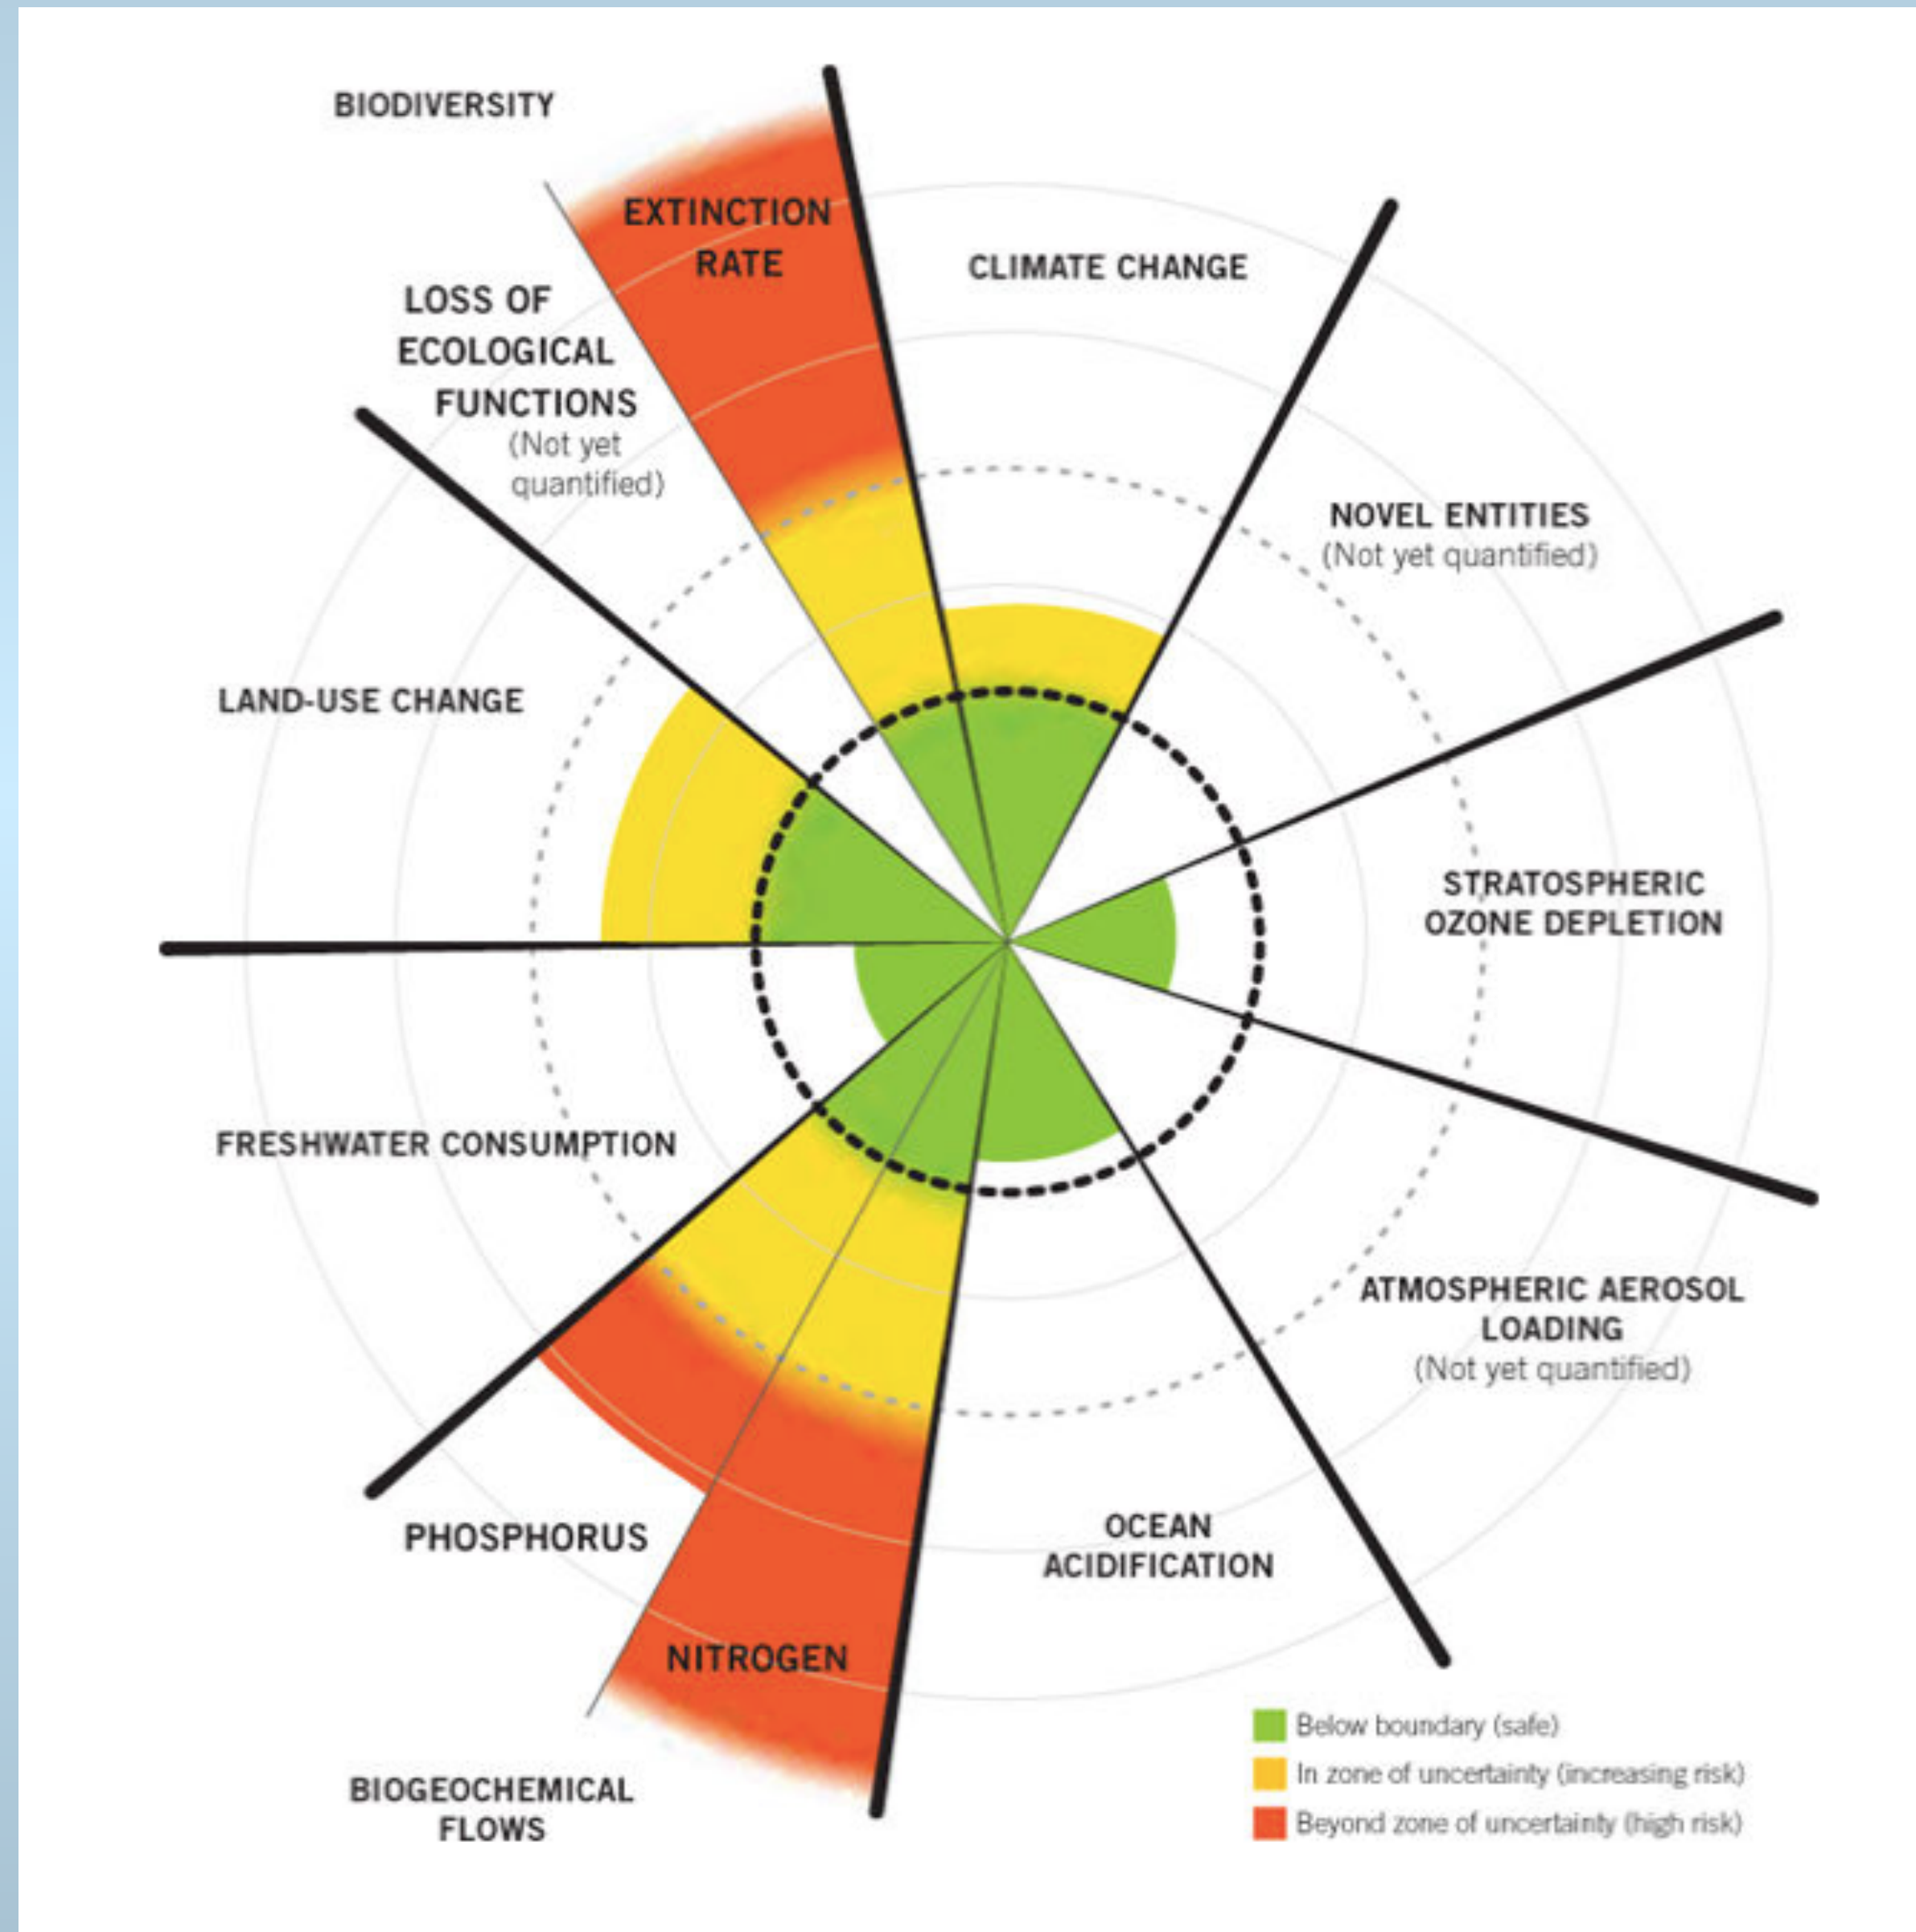 BIODIVERSITY
EXTINCTION
RATE
CLIMATE CHANGE
LOSS OF
ECOLOGICAL
FUNCTIONS
(Not yet
quantified)
NOVEL ENTITIES
(Not yet quantified)
LAND-USE CHANGE
STRATOSPHERIC
OZONE DEPLETION
FRESHWATER CONSUMPTION
ATMOSPHERIC AEROSOL
LOADING
(Not yet quantified)
PHOSPHORUS
OCEAN
ACIDIFICATION
NITROGEN
BIOGEOCHEMICAL
FLOWS
Below boundary (safe)
In zone of uncertainty (increasing risk)
Beyond zone of uncertainty (high risk)